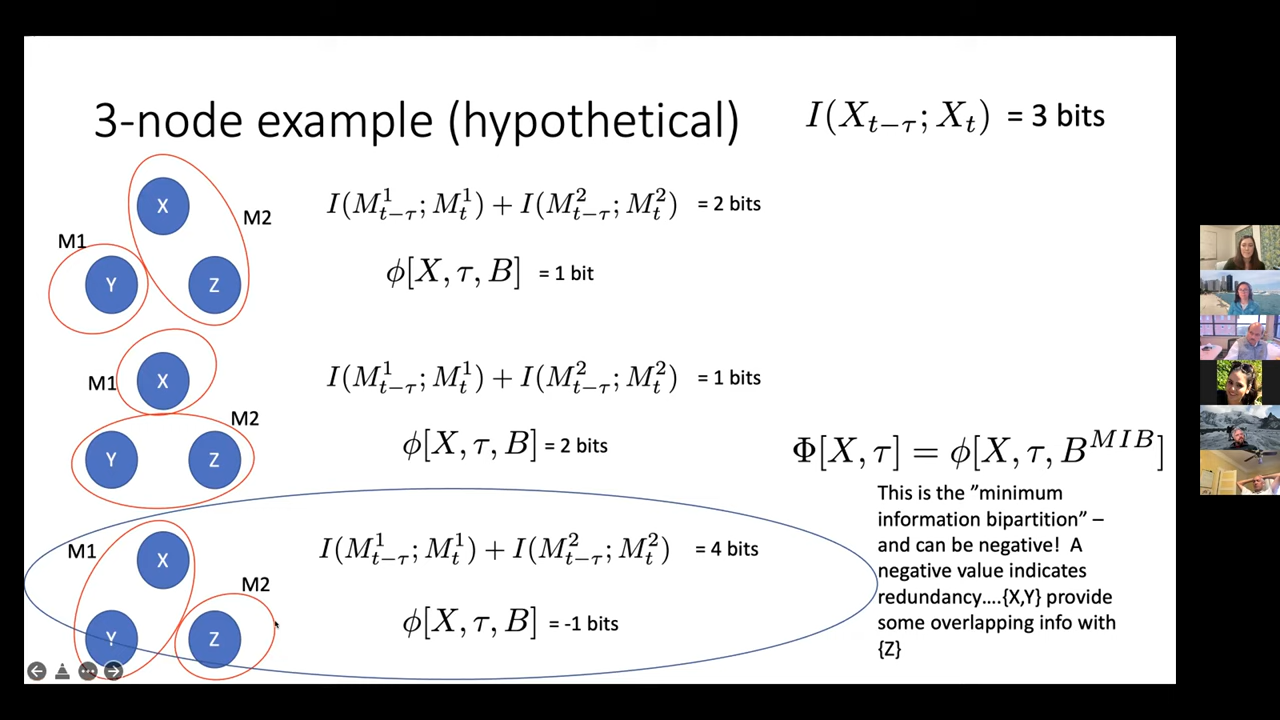 3-node example (hypothetical)
I(X_{t−τ}; X_t) = 3 bits
X
M2
M1
Y
Z
I(M^1_{t−τ}; M^1_t) + I(M^2_{t−τ}; M^2_t) = 2 bits
ϕ[X, τ, B] = 1 bit
M1
X
M2
Y
Z
I(M^1_{t−τ}; M^1_t) + I(M^2_{t−τ}; M^2_t) = 1 bits
ϕ[X, τ, B] = 2 bits
M1
X
M2
Y
Z
I(M^1_{t−τ}; M^1_t) + I(M^2_{t−τ}; M^2_t) = 4 bits
ϕ[X, τ, B] = -1 bits
Φ[X, τ] = ϕ[X, τ, B^{MIB}]
This is the ”minimum
information bipartition” –
and can be negative! A
negative value indicates
redundancy….{X,Y} provide
some overlapping info with
{Z}